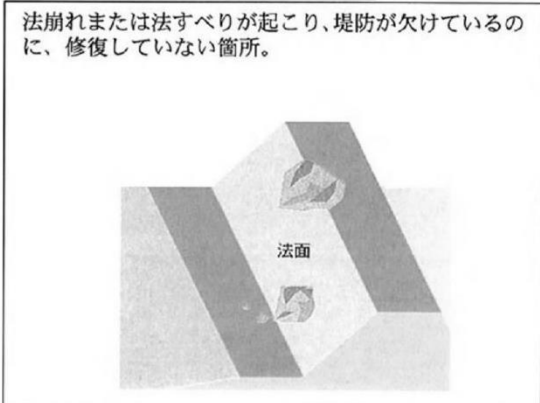 法崩れまたは法すべりが起こり、堤防が欠けているの
に、修復していない箇所。
法面